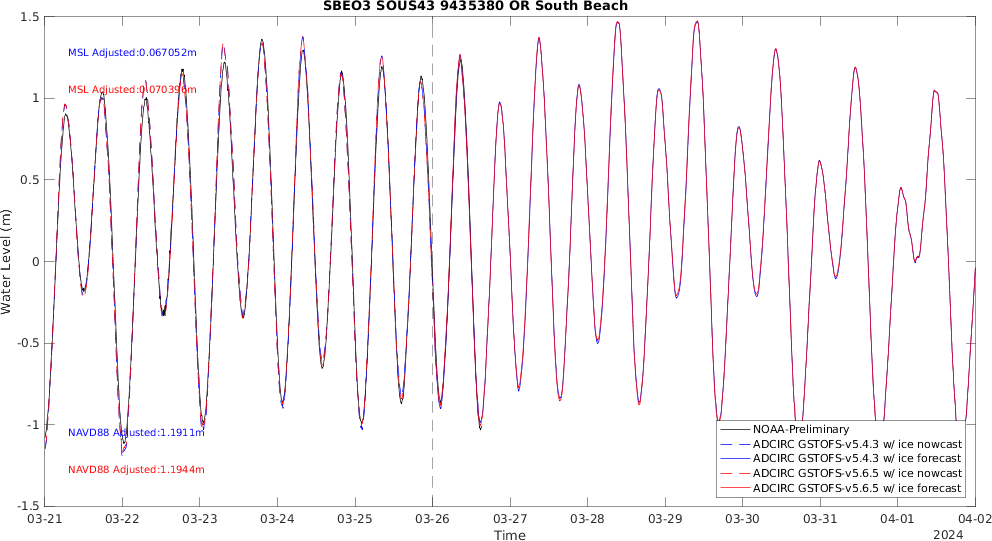 SBEO3 SOUS43 9435380 OR South Beach
1.5
1
0.5
0
-0.5
-1
-1.5
Water Level (m)
MSL Adjusted:0.067052m
MSL Adjusted:0.070396m
NAVD88 Adjusted:1.1911m
NAVD88 Adjusted:1.1944m
NOAA-Preliminary
ADCIRC GSTOFS-v5.4.3 w/ ice nowcast
ADCIRC GSTOFS-v5.4.3 w/ ice forecast
ADCIRC GSTOFS-v5.6.5 w/ ice nowcast
ADCIRC GSTOFS-v5.6.5 w/ ice forecast
03-21 03-22 03-23 03-24 03-25 03-26 03-27 03-28 03-29 03-30 03-31 04-01 04-02
Time
2024